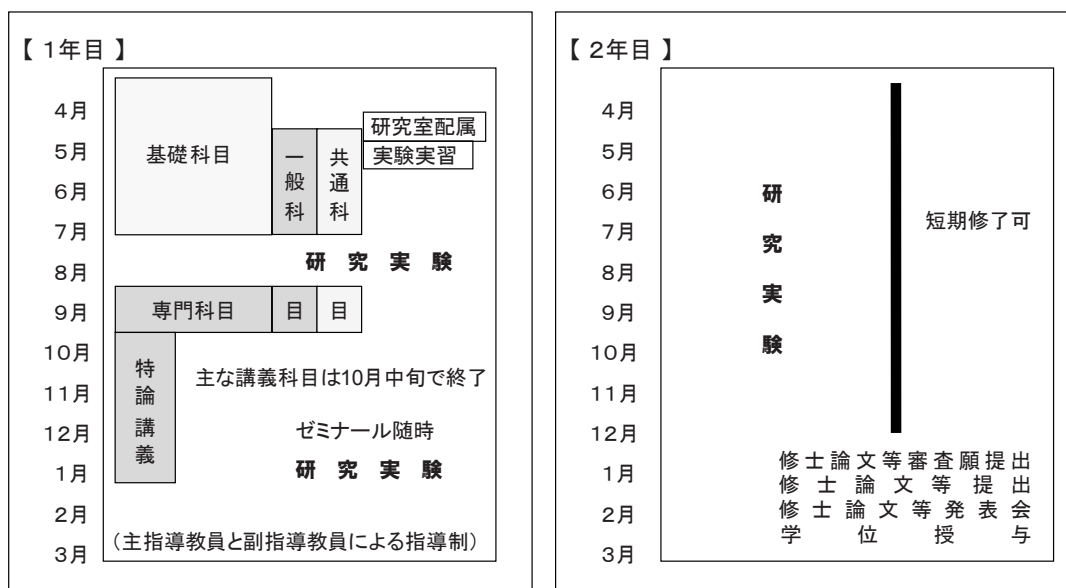 【 1年目 】
4月
5月
6月
7月
8月
9月
10月
11月
12月
1月
2月
3月
基礎科目
一般科
共通科
研究室配属
実験実習
研 究 実 験
専門科目
目
目
特論講義
主な講義科目は10月中旬で終了
ゼミナール随時
研 究 実 験
(主指導教員と副指導教員による指導制)
【 2年目 】
4月
5月
6月
7月
8月
9月
10月
11月
12月
1月
2月
3月
研究実験
短期修了可
修士論文等審査願提出
修士論文等提出
修士論文等発表会
学位授与